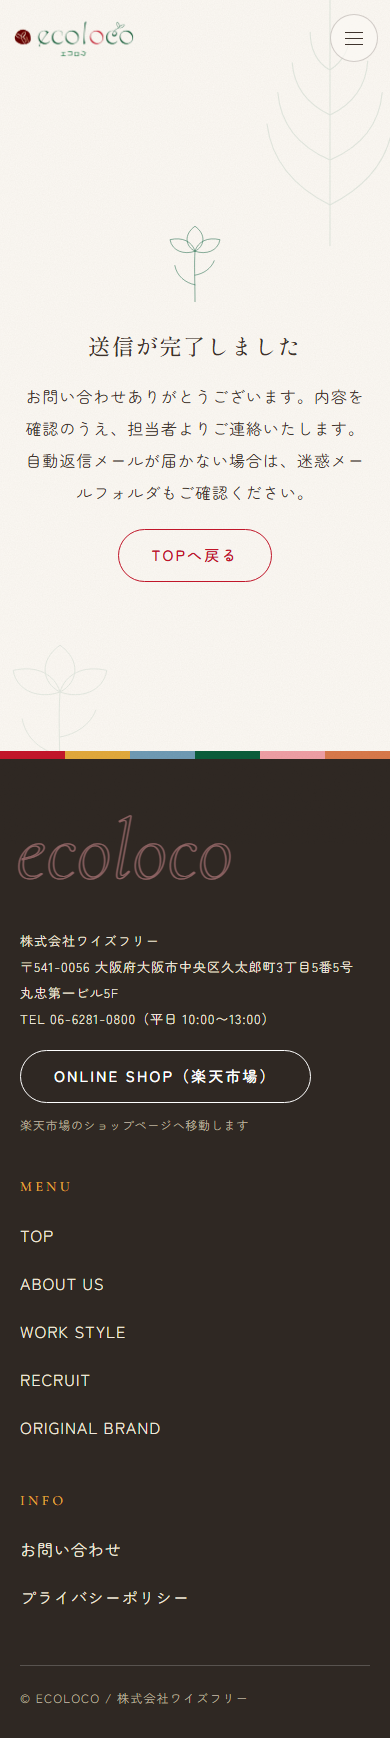 ecoloco
エコロコ
送信が完了しました
お問い合わせありがとうございます。内容を
確認のうえ、担当者よりご連絡いたします。
自動返信メールが届かない場合は、迷惑メー
ルフォルダもご確認ください。
TOPへ戻る
ecoloco
株式会社ワイズフリー
〒541-0056 大阪府大阪市中央区久太郎町3丁目5番5号
丸忠第一ビル5F
TEL 06-6281-0800（平日 10:00〜13:00）
ONLINE SHOP（楽天市場）
楽天市場のショップページへ移動します
MENU
TOP
ABOUT US
WORK STYLE
RECRUIT
ORIGINAL BRAND
INFO
お問い合わせ
プライバシーポリシー
© ECOLOCO / 株式会社ワイズフリー